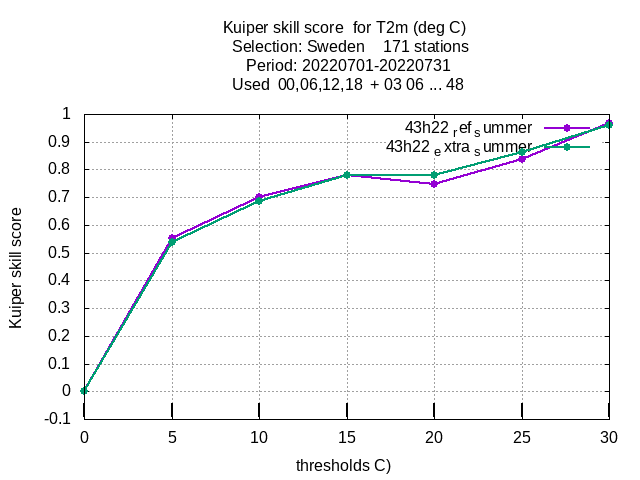 Kuiper skill score  for T2m (deg C)
Selection: Sweden    171 stations
Period: 20220701-20220731
Used  00,06,12,18  + 03 06 ... 48
43h22 ref summer
43h22 extra summer
Kuiper skill score
1
0.9
0.8
0.7
0.6
0.5
0.4
0.3
0.2
0.1
0
-0.1
0 5 10 15 20 25 30
thresholds C)